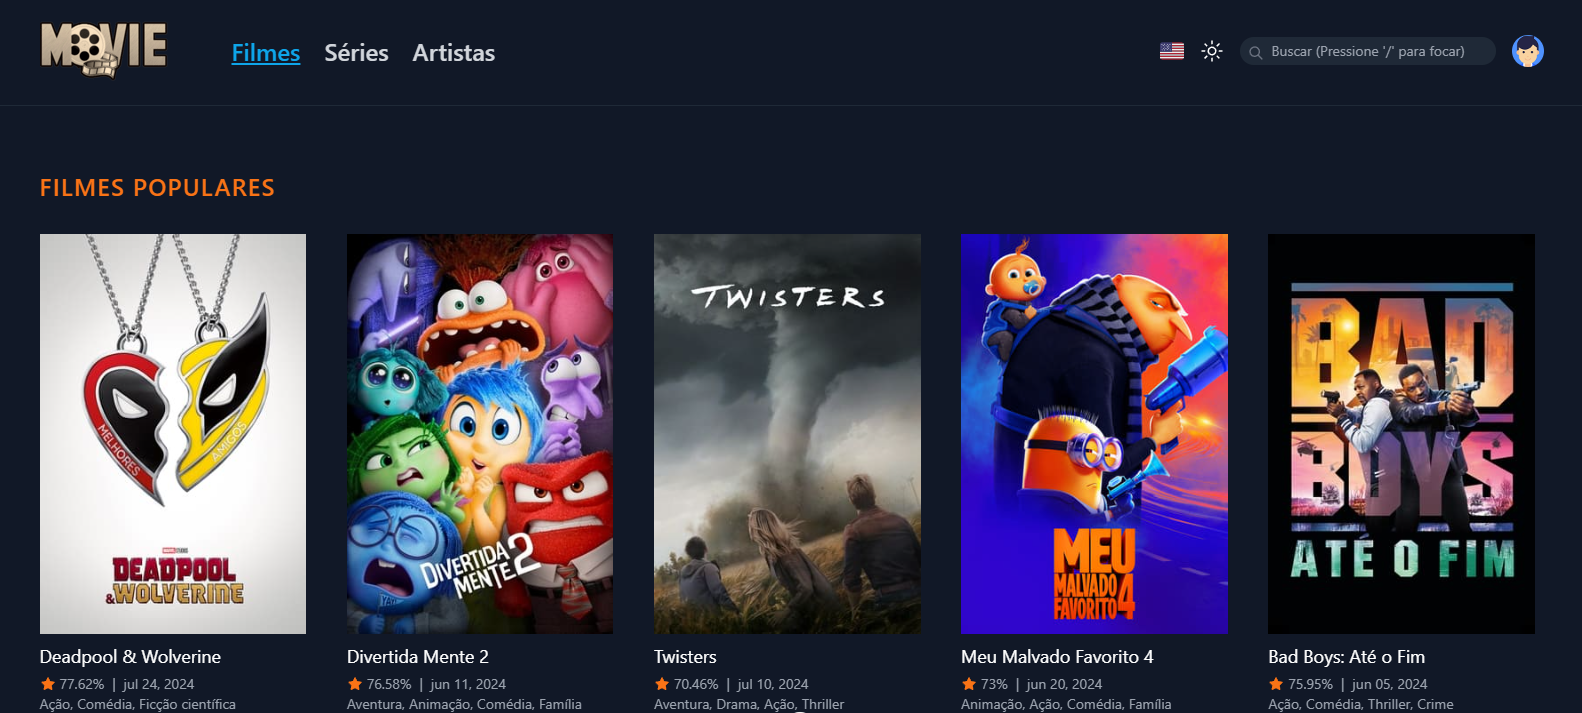 MOVIE
Filmes Séries Artistas
Buscar (Pressione '/' para focar)
FILMES POPULARES
MELHORES
AMIGOS
MARVEL STUDIOS
DEADPOOL
& WOLVERINE
DIVERTIDA
MENTE 2
TWISTERS
MEU
MALVADO
FAVORITO 4
BAD
BOYS
ATÉ O FIM
Deadpool & Wolverine
77.62% | jul 24, 2024
Ação, Comédia, Ficção científica
Divertida Mente 2
76.58% | jun 11, 2024
Aventura, Animação, Comédia, Família
Twisters
70.46% | jul 10, 2024
Aventura, Drama, Ação, Thriller
Meu Malvado Favorito 4
73% | jun 20, 2024
Animação, Ação, Comédia, Família
Bad Boys: Até o Fim
75.95% | jun 05, 2024
Ação, Comédia, Thriller, Crime